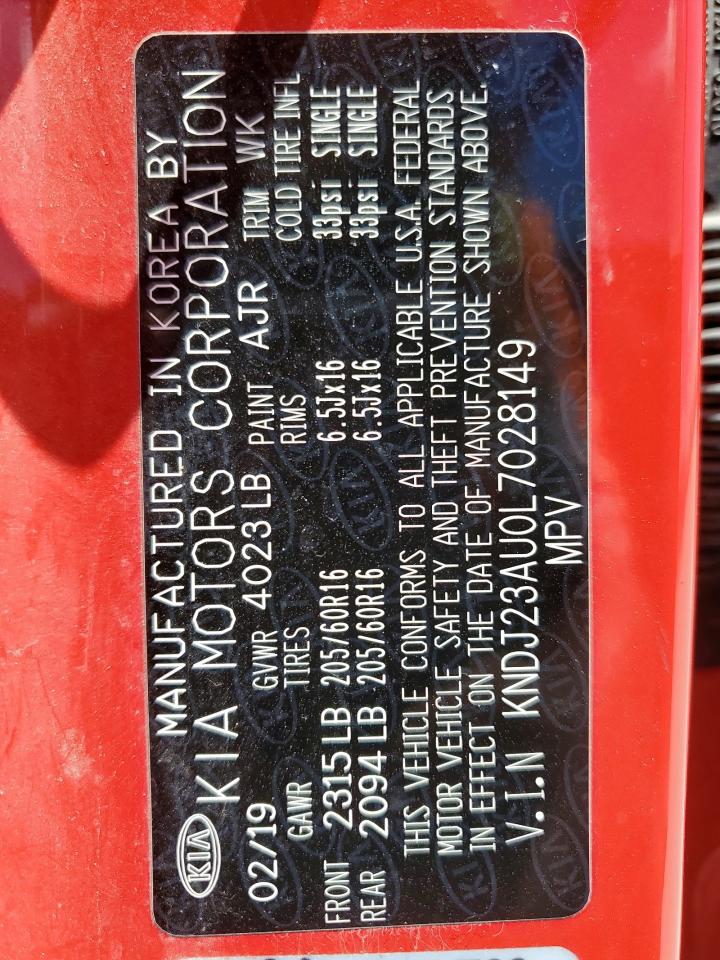 KIA
MANUFACTURED IN KOREA BY
KIA MOTORS CORPORATION
02/19 GVWR 4023 LB PAINT AJR TRIM WK
GAWR TIRES RIMS COLD TIRE INFL
FRONT 2315 LB 205/60R16 6.5Jx16 33psi SINGLE
REAR 2094 LB 205/60R16 6.5Jx16 33psi SINGLE
THIS VEHICLE CONFORMS TO ALL APPLICABLE U.S.A. FEDERAL
MOTOR VEHICLE SAFETY AND THEFT PREVENTION STANDARDS
IN EFFECT ON THE DATE OF MANUFACTURE SHOWN ABOVE.
V.I.N KNDJ23AU0L7028149
MPV